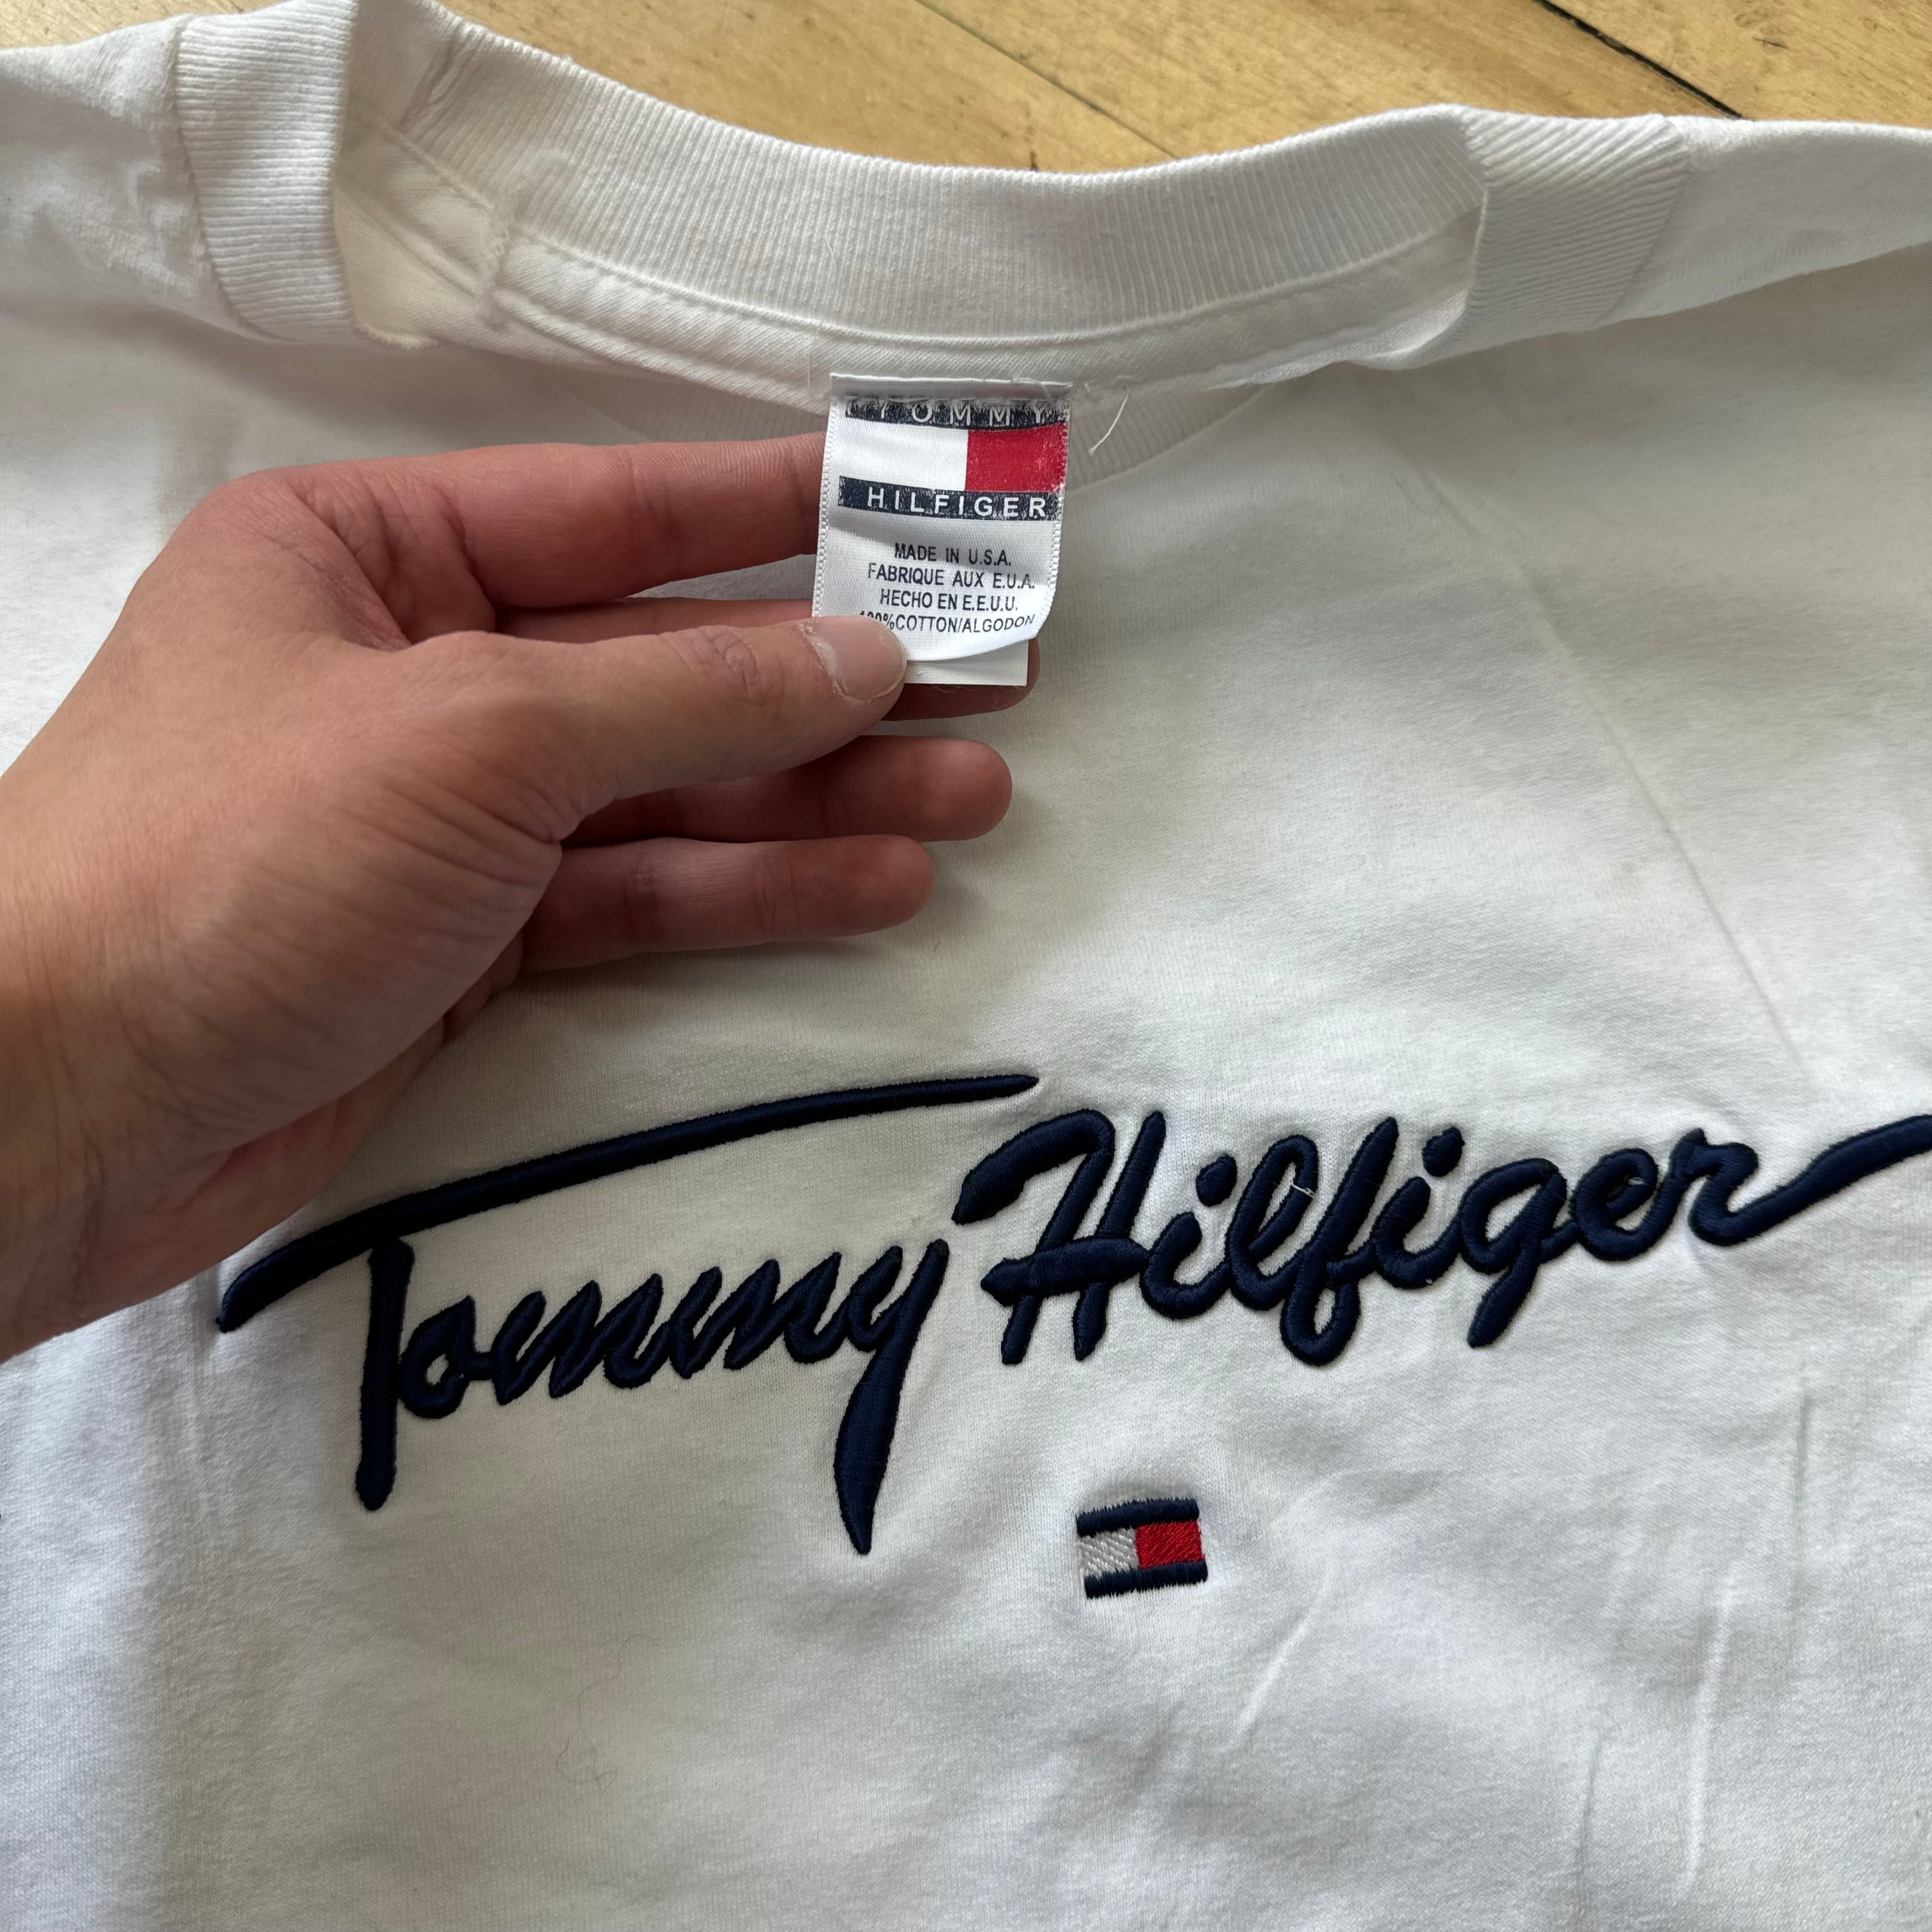 TOMMY
HILFIGER
MADE IN U.S.A.
FABRIQUE AUX E.U.A.
HECHO EN E.E.U.U.
100%COTTON/ALGODON
Tommy Hilfiger